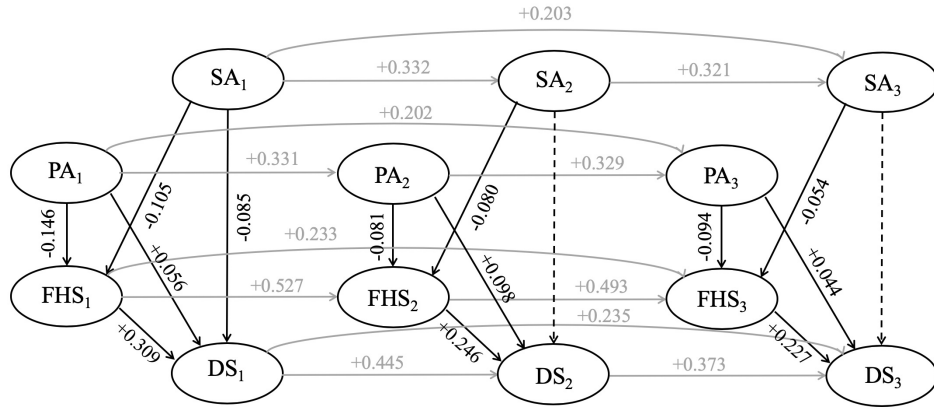 +0.203
SA₁
+0.332
SA₂
+0.321
SA₃
+0.202
PA₁
+0.331
PA₂
+0.329
PA₃
-0.146
-0.105
-0.085
-0.081
-0.080
-0.094
-0.054
+0.056
+0.233
+0.098
+0.044
FHS₁
+0.527
FHS₂
+0.493
FHS₃
+0.309
+0.246
+0.235
+0.227
DS₁
+0.445
DS₂
+0.373
DS₃